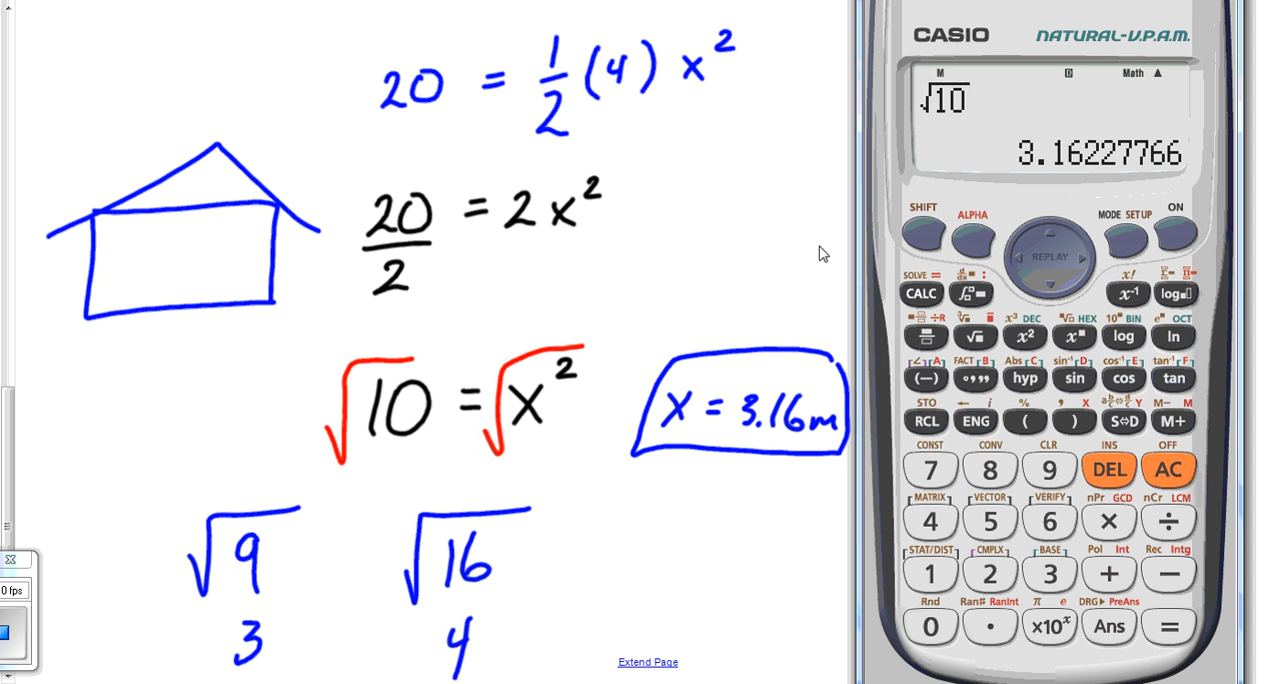 20 = 1/2 (4) x²
20/2 = 2x²
√10 = √x²
x = 3.16m
√9 √16
3 4
Extend Page
0 fps
CASIO NATURAL-V.P.A.M.
M D Math ▲
√10
3.16227766
SHIFT ALPHA MODE SETUP ON
REPLAY
SOLVE = d/dx : x! Σ
CALC x⁻¹ log
÷R ³√ x³ DEC ˣ√ HEX 10 BIN e OCT
√ x² x log ln
∠ A FACT B Abs C sin⁻¹ D cos⁻¹ E tan⁻¹ F
(−) °,,, hyp sin cos tan
STO ← i % , X a b/c⇔d/c Y M− M
RCL ENG ( ) S⇔D M+
CONST CONV CLR INS OFF
7 8 9 DEL AC
MATRIX VECTOR VERIFY nPr GCD nCr LCM
4 5 6 × ÷
STAT/DIST CMPLX BASE Pol Int Rec Intg
1 2 3 + −
Rnd Ran# RanInt π e DRG▶ PreAns
0 • ×10ˣ Ans =